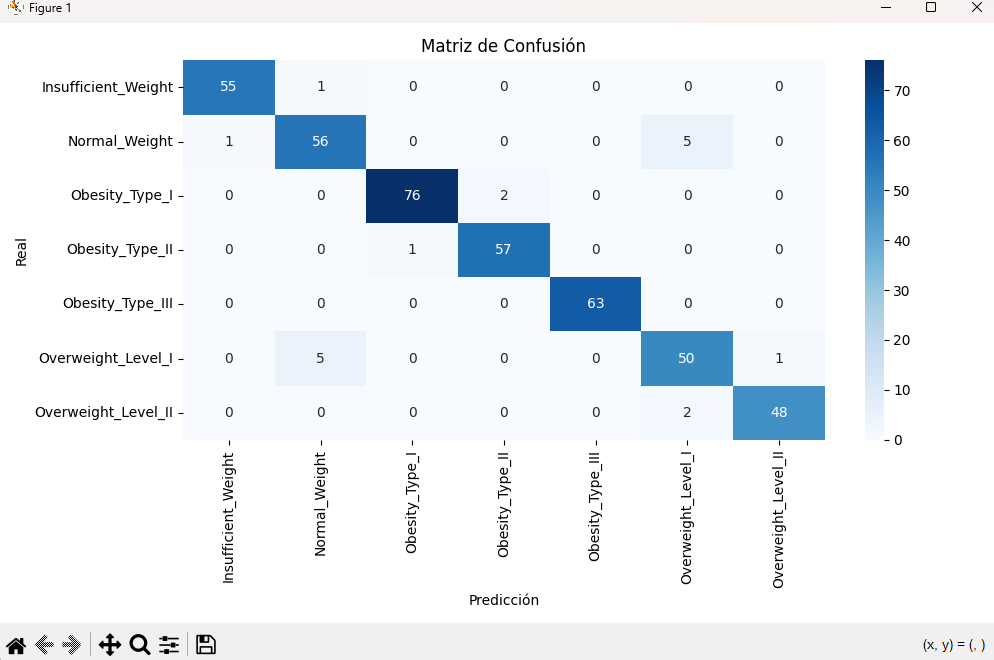 Figure 1
Matriz de Confusión
Insufficient_Weight 55 1 0 0 0 0 0
Normal_Weight 1 56 0 0 0 5 0
Obesity_Type_I 0 0 76 2 0 0 0
Obesity_Type_II 0 0 1 57 0 0 0
Obesity_Type_III 0 0 0 0 63 0 0
Overweight_Level_I 0 5 0 0 0 50 1
Overweight_Level_II 0 0 0 0 0 2 48
Real
70
60
50
40
30
20
10
0
Insufficient_Weight
Normal_Weight
Obesity_Type_I
Obesity_Type_II
Obesity_Type_III
Overweight_Level_I
Overweight_Level_II
Predicción
(x, y) = (, )